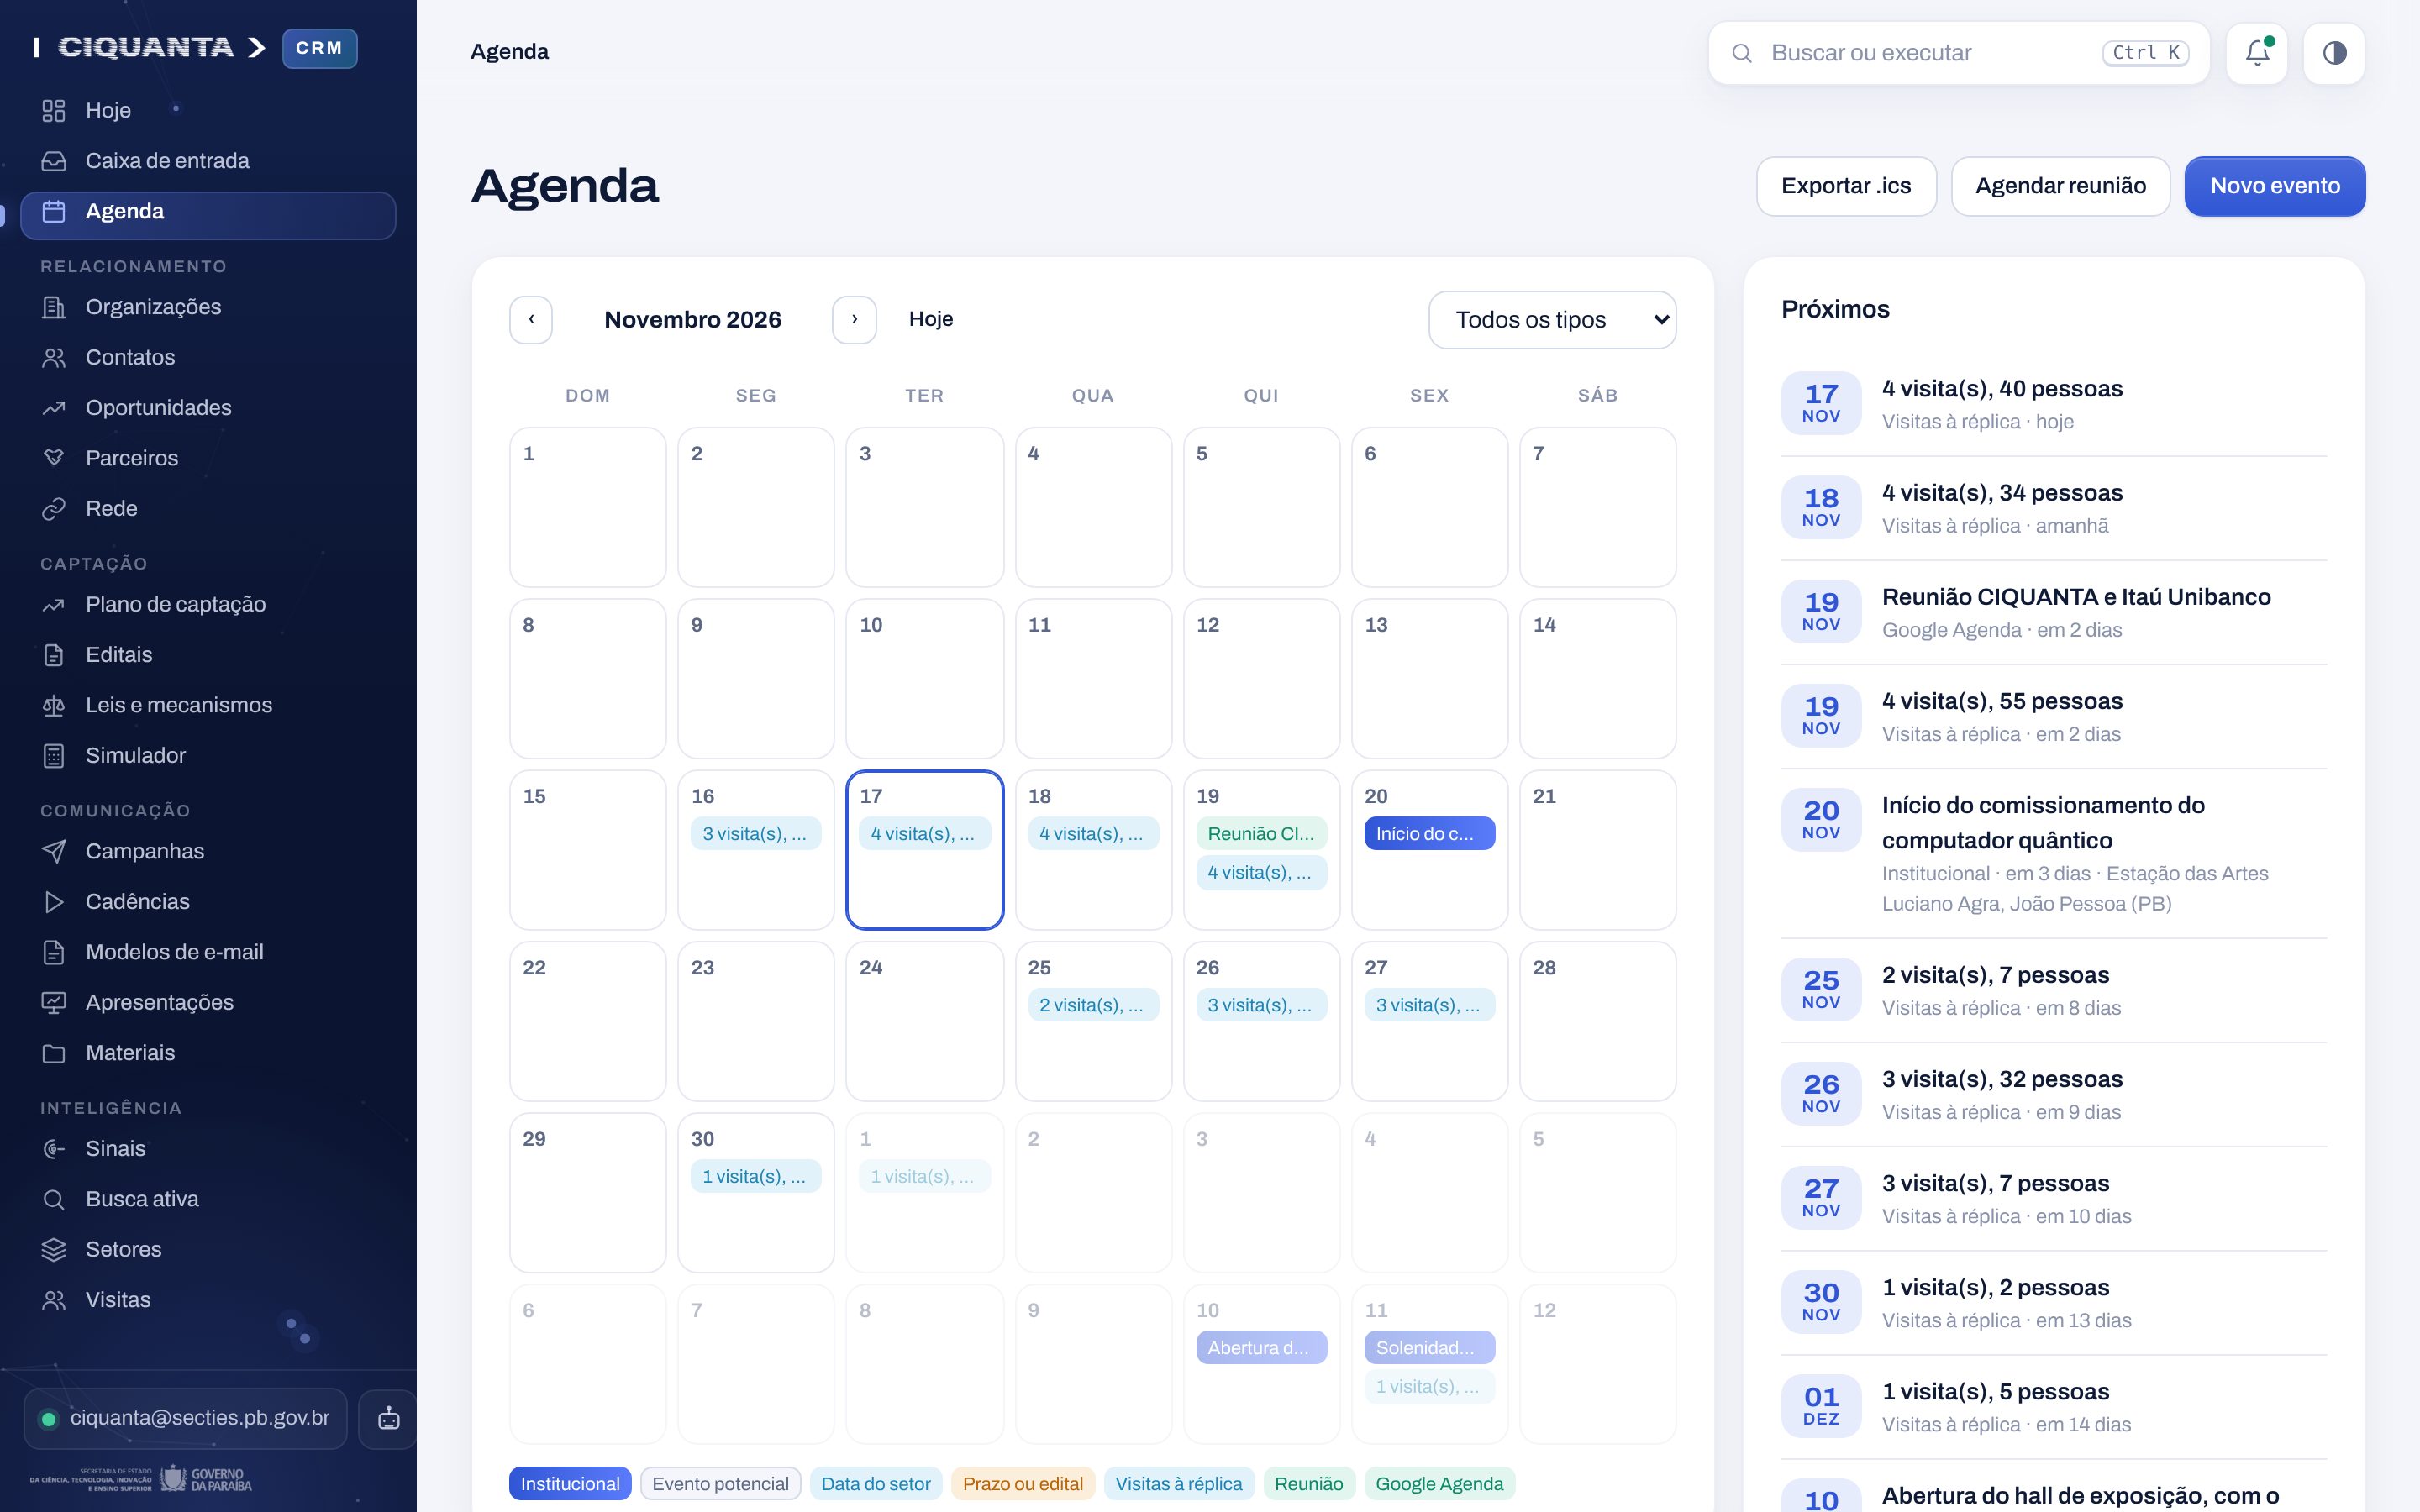 CIQUANTA
CRM
Hoje
Caixa de entrada
Agenda
RELACIONAMENTO
Organizações
Contatos
Oportunidades
Parceiros
Rede
CAPTAÇÃO
Plano de captação
Editais
Leis e mecanismos
Simulador
COMUNICAÇÃO
Campanhas
Cadências
Modelos de e-mail
Apresentações
Materiais
INTELIGÊNCIA
Sinais
Busca ativa
Setores
Visitas
ciquanta@secties.pb.gov.br
SECRETARIA DE ESTADO
DA CIÊNCIA, TECNOLOGIA, INOVAÇÃO
E ENSINO SUPERIOR
GOVERNO
DA PARAÍBA
Agenda
Buscar ou executar
Ctrl K
Agenda
Exportar .ics
Agendar reunião
Novo evento
‹
Novembro 2026
›
Hoje
Todos os tipos
DOM SEG TER QUA QUI SEX SÁB
1 2 3 4 5 6 7
8 9 10 11 12 13 14
15 16 17 18 19 20 21
3 visita(s), ...
4 visita(s), ...
4 visita(s), ...
Reunião CI...
4 visita(s), ...
Início do c...
22 23 24 25 26 27 28
2 visita(s), ...
3 visita(s), ...
3 visita(s), ...
29 30 1 2 3 4 5
1 visita(s), ...
1 visita(s), ...
6 7 8 9 10 11 12
Abertura d...
Solenidad...
1 visita(s), ...
Institucional
Evento potencial
Data do setor
Prazo ou edital
Visitas à réplica
Reunião
Google Agenda
Próximos
17
NOV
4 visita(s), 40 pessoas
Visitas à réplica · hoje
18
NOV
4 visita(s), 34 pessoas
Visitas à réplica · amanhã
19
NOV
Reunião CIQUANTA e Itaú Unibanco
Google Agenda · em 2 dias
19
NOV
4 visita(s), 55 pessoas
Visitas à réplica · em 2 dias
20
NOV
Início do comissionamento do
computador quântico
Institucional · em 3 dias · Estação das Artes
Luciano Agra, João Pessoa (PB)
25
NOV
2 visita(s), 7 pessoas
Visitas à réplica · em 8 dias
26
NOV
3 visita(s), 32 pessoas
Visitas à réplica · em 9 dias
27
NOV
3 visita(s), 7 pessoas
Visitas à réplica · em 10 dias
30
NOV
1 visita(s), 2 pessoas
Visitas à réplica · em 13 dias
01
DEZ
1 visita(s), 5 pessoas
Visitas à réplica · em 14 dias
10
Abertura do hall de exposição, com o